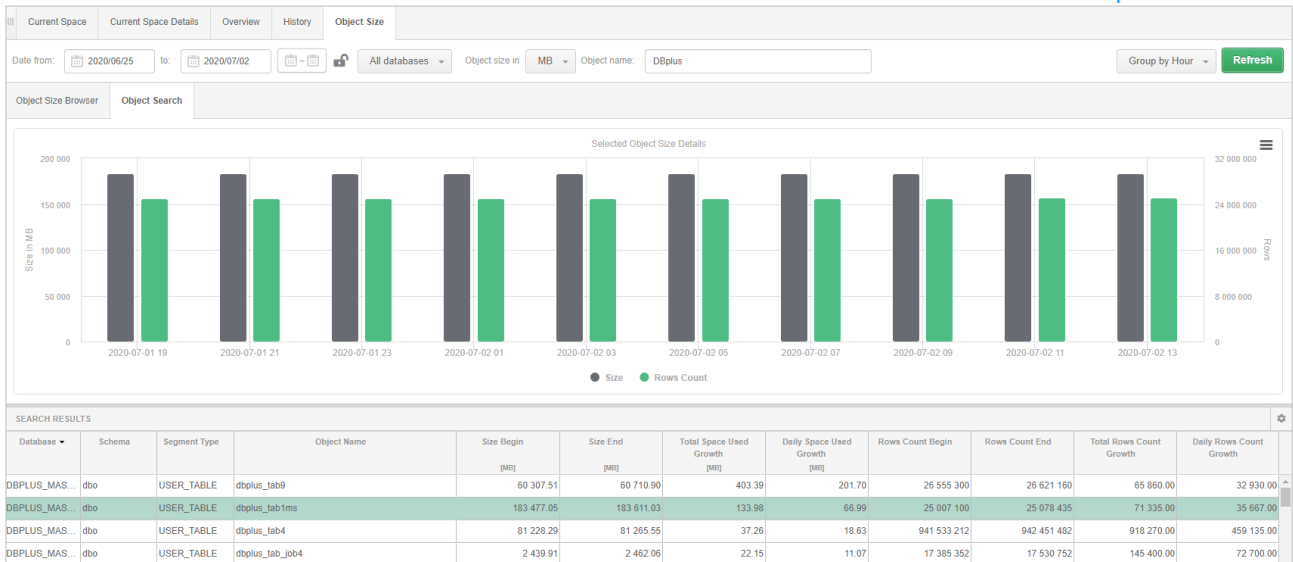 Current Space Current Space Details Overview History Object Size
Date from: 2020/06/25 to: 2020/07/02 All databases Object size in MB Object name: DBplus Group by Hour Refresh
Object Size Browser Object Search
Selected Object Size Details
200 000 32 000 000
150 000 24 000 000
100 000 16 000 000
50 000 8 000 000
0 0
Size in MB
Rows
2020-07-01 19 2020-07-01 21 2020-07-01 23 2020-07-02 01 2020-07-02 03 2020-07-02 05 2020-07-02 07 2020-07-02 09 2020-07-02 11 2020-07-02 13
Size Rows Count
SEARCH RESULTS
Database Schema Segment Type Object Name Size Begin Size End Total Space Used Daily Space Used Rows Count Begin Rows Count End Total Rows Count Daily Rows Count
Growth Growth Growth Growth
[MB] [MB] [MB] [MB]
DBPLUS_MAS... dbo USER_TABLE dbplus_tab9 60 307.51 60 710.90 403.39 201.70 26 555 300 26 621 160 65 860.00 32 930.00
DBPLUS_MAS... dbo USER_TABLE dbplus_tab1ms 183 477.05 183 611.03 133.98 66.99 25 007 100 25 078 435 71 335.00 35 667.00
DBPLUS_MAS... dbo USER_TABLE dbplus_tab4 81 228.29 81 265.55 37.26 18.63 941 533 212 942 451 482 918 270.00 459 135.00
DBPLUS_MAS... dbo USER_TABLE dbplus_tab_job4 2 439.91 2 462.06 22.15 11.07 17 385 352 17 530 752 145 400.00 72 700.00